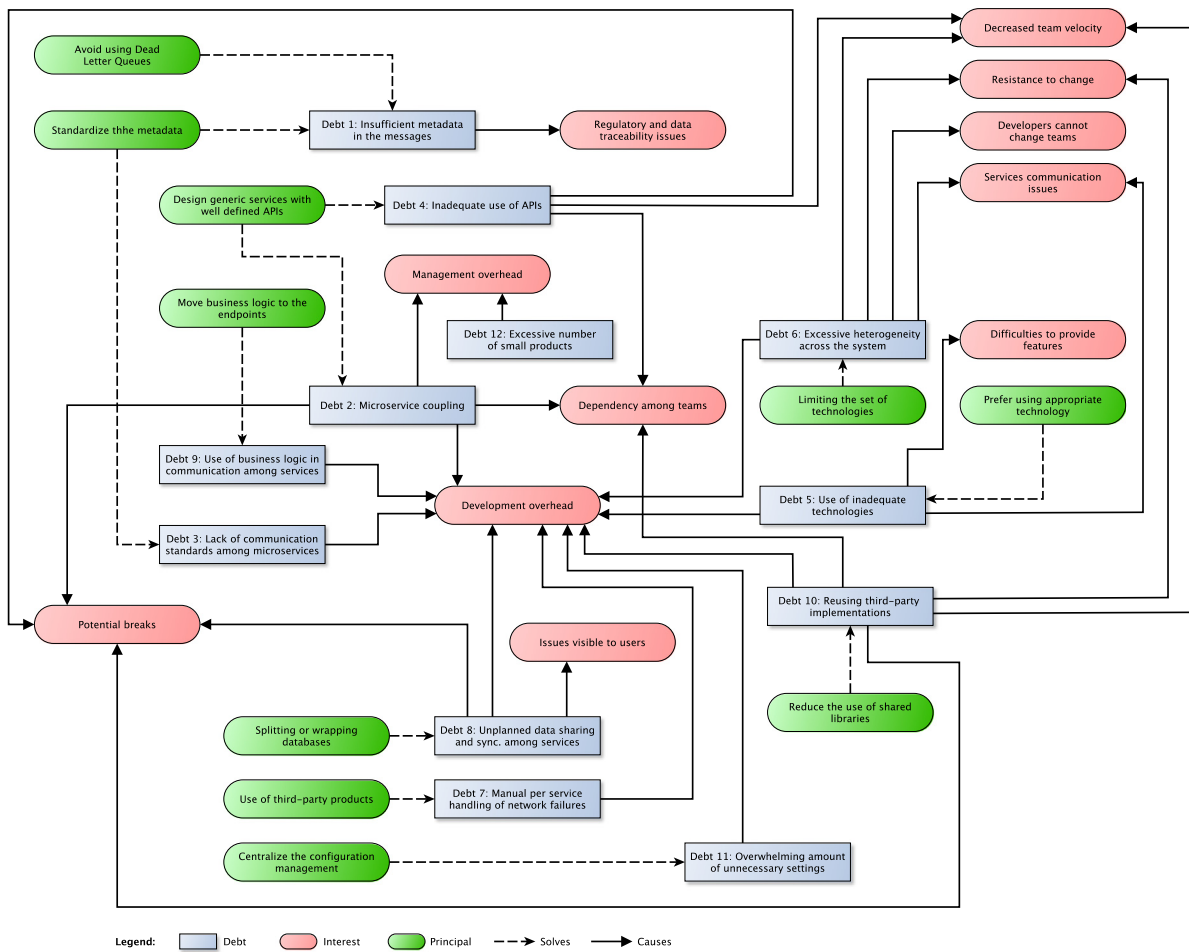 Decreased team velocity
Avoid using Dead
Letter Queues
Resistance to change
Standardize thhe metadata
Debt 1: Insufficient metadata
in the messages
Regulatory and data
traceability issues
Developers cannot
change teams
Services communication
issues
Design generic services with
well defined APIs
Debt 4: Inadequate use of APIs
Management overhead
Move business logic to the
endpoints
Debt 12: Excessive number
of small products
Debt 6: Excessive heterogeneity
across the system
Difficulties to provide
features
Debt 2: Microservice coupling
Dependency among teams
Limiting the set of
technologies
Prefer using appropriate
technology
Debt 9: Use of business logic in
communication among services
Development overhead
Debt 5: Use of inadequate
technologies
Debt 3: Lack of communication
standards among microservices
Debt 10: Reusing third-party
implementations
Potential breaks
Issues visible to users
Reduce the use of shared
libraries
Splitting or wrapping
databases
Debt 8: Unplanned data sharing
and sync. among services
Use of third-party products
Debt 7: Manual per service
handling of network failures
Centralize the configuration
management
Debt 11: Overwhelming amount
of unnecessary settings
Legend: Debt Interest Principal Solves Causes